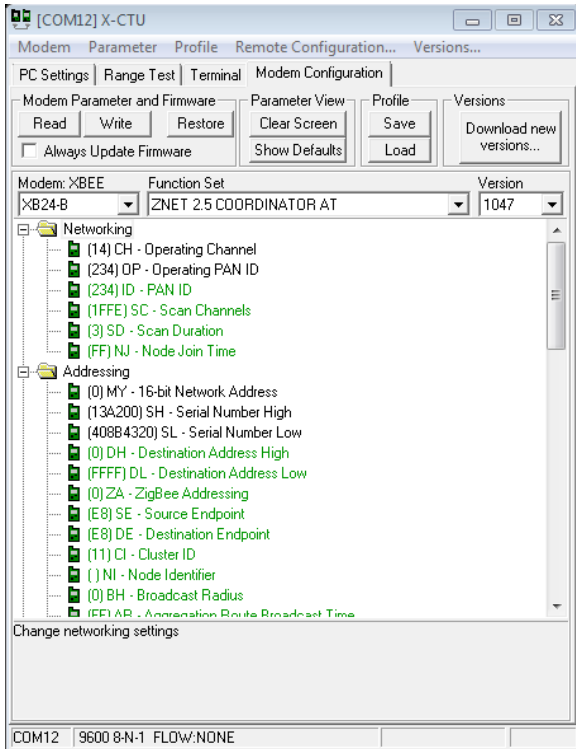 [COM12] X-CTU
Modem Parameter Profile Remote Configuration... Versions...
PC Settings Range Test Terminal Modem Configuration
Modem Parameter and Firmware Parameter View Profile Versions
Read Write Restore Clear Screen Save Download new versions...
Always Update Firmware Show Defaults Load
Modem: XBEE Function Set Version
XB24-B ZNET 2.5 COORDINATOR AT 1047
Networking
(14) CH - Operating Channel
(234) OP - Operating PAN ID
(234) ID - PAN ID
(1FFE) SC - Scan Channels
(3) SD - Scan Duration
(FF) NJ - Node Join Time
Addressing
(0) MY - 16-bit Network Address
(13A200) SH - Serial Number High
(408B4320) SL - Serial Number Low
(0) DH - Destination Address High
(FFFF) DL - Destination Address Low
(0) ZA - ZigBee Addressing
(E8) SE - Source Endpoint
(E8) DE - Destination Endpoint
(11) CI - Cluster ID
( ) NI - Node Identifier
(0) BH - Broadcast Radius
(FF) AR - Aggregation Route Broadcast Time
Change networking settings
COM12 9600 8-N-1 FLOW:NONE